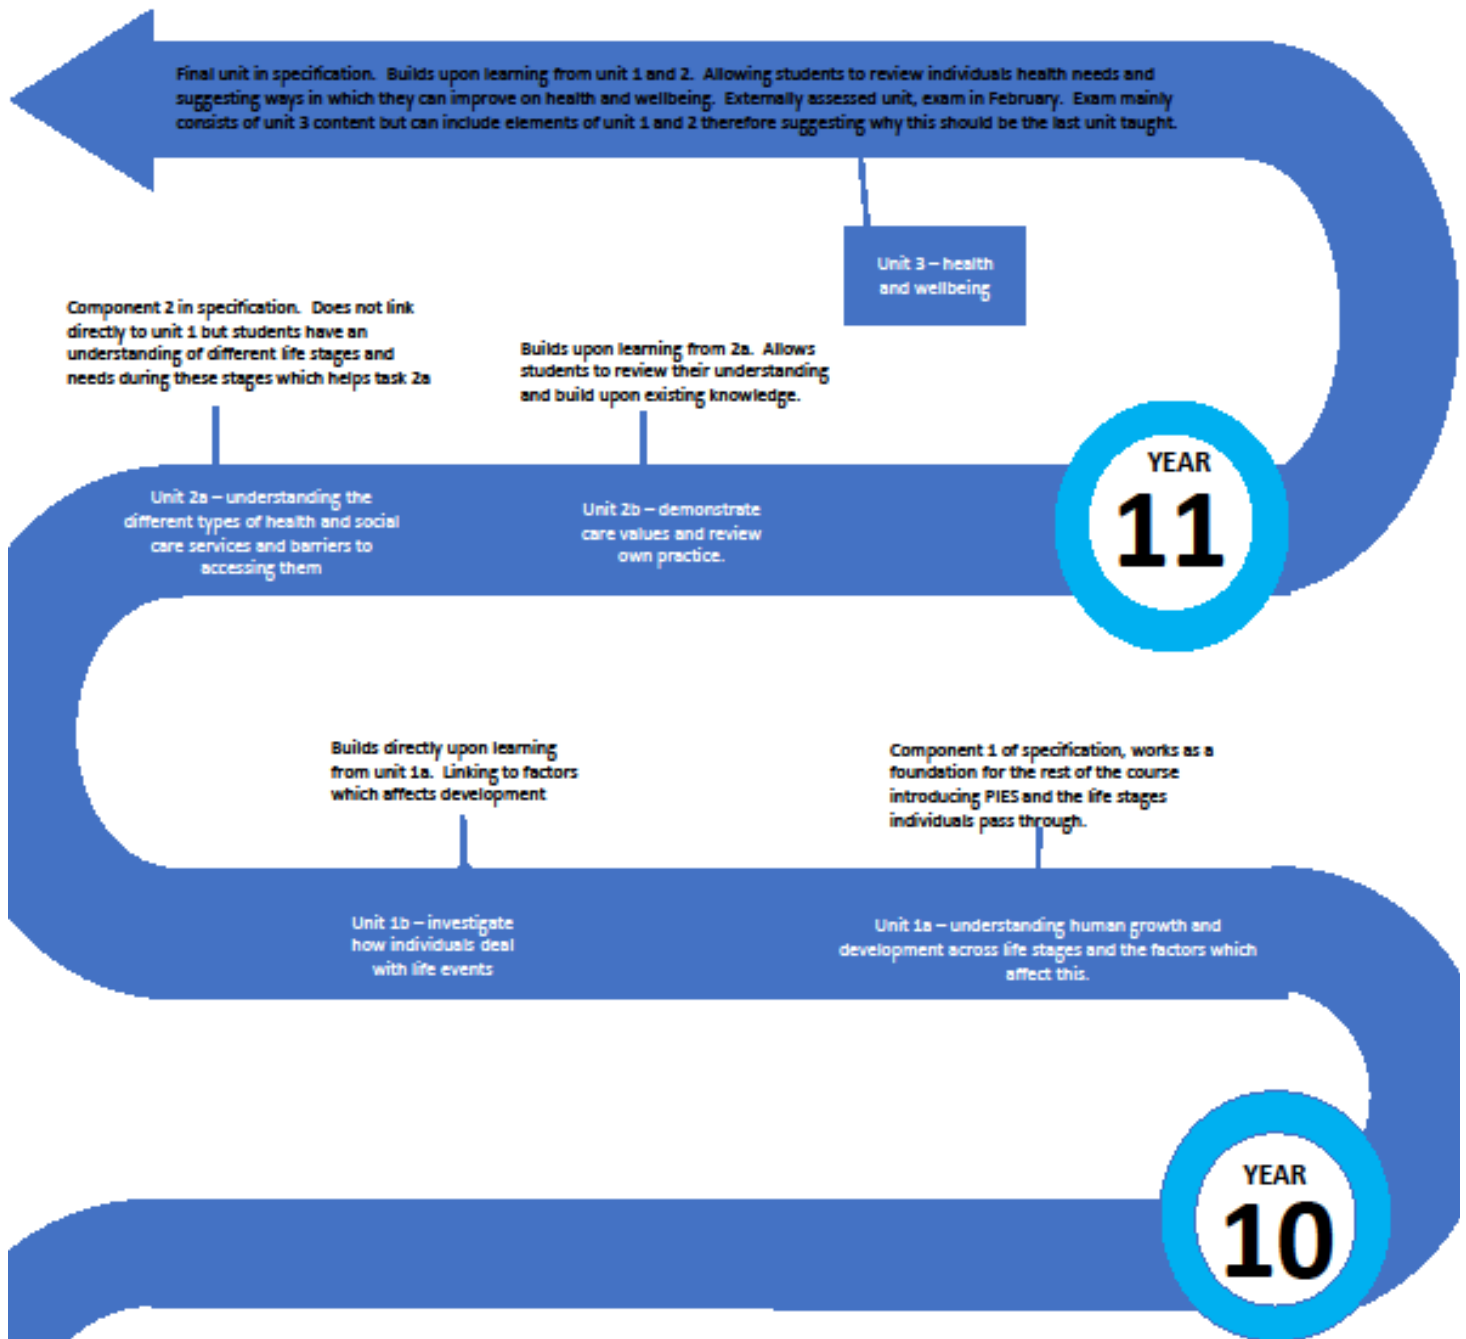 Final unit in specification.  Builds upon learning from unit 1 and 2.  Allowing students to review individuals health needs and
suggesting ways in which they can improve on health and wellbeing.  Externally assessed unit, exam in February.  Exam mainly
consists of unit 3 content but can include elements of unit 1 and 2 therefore suggesting why this should be the last unit taught.
Unit 3 – health
and wellbeing
Component 2 in specification.  Does not link
directly to unit 1 but students have an
understanding of different life stages and
needs during these stages which helps task 2a
Builds upon learning from 2a.  Allows
students to review their understanding
and build upon existing knowledge.
Unit 2a – understanding the
different types of health and social
care services and barriers to
accessing them
Unit 2b – demonstrate
care values and review
own practice.
YEAR
11
Builds directly upon learning
from unit 1a.  Linking to factors
which affects development
Component 1 of specification, works as a
foundation for the rest of the course
introducing PIES and the life stages
individuals pass through.
Unit 1b – investigate
how individuals deal
with life events
Unit 1a – understanding human growth and
development across life stages and the factors which
affect this.
YEAR
10